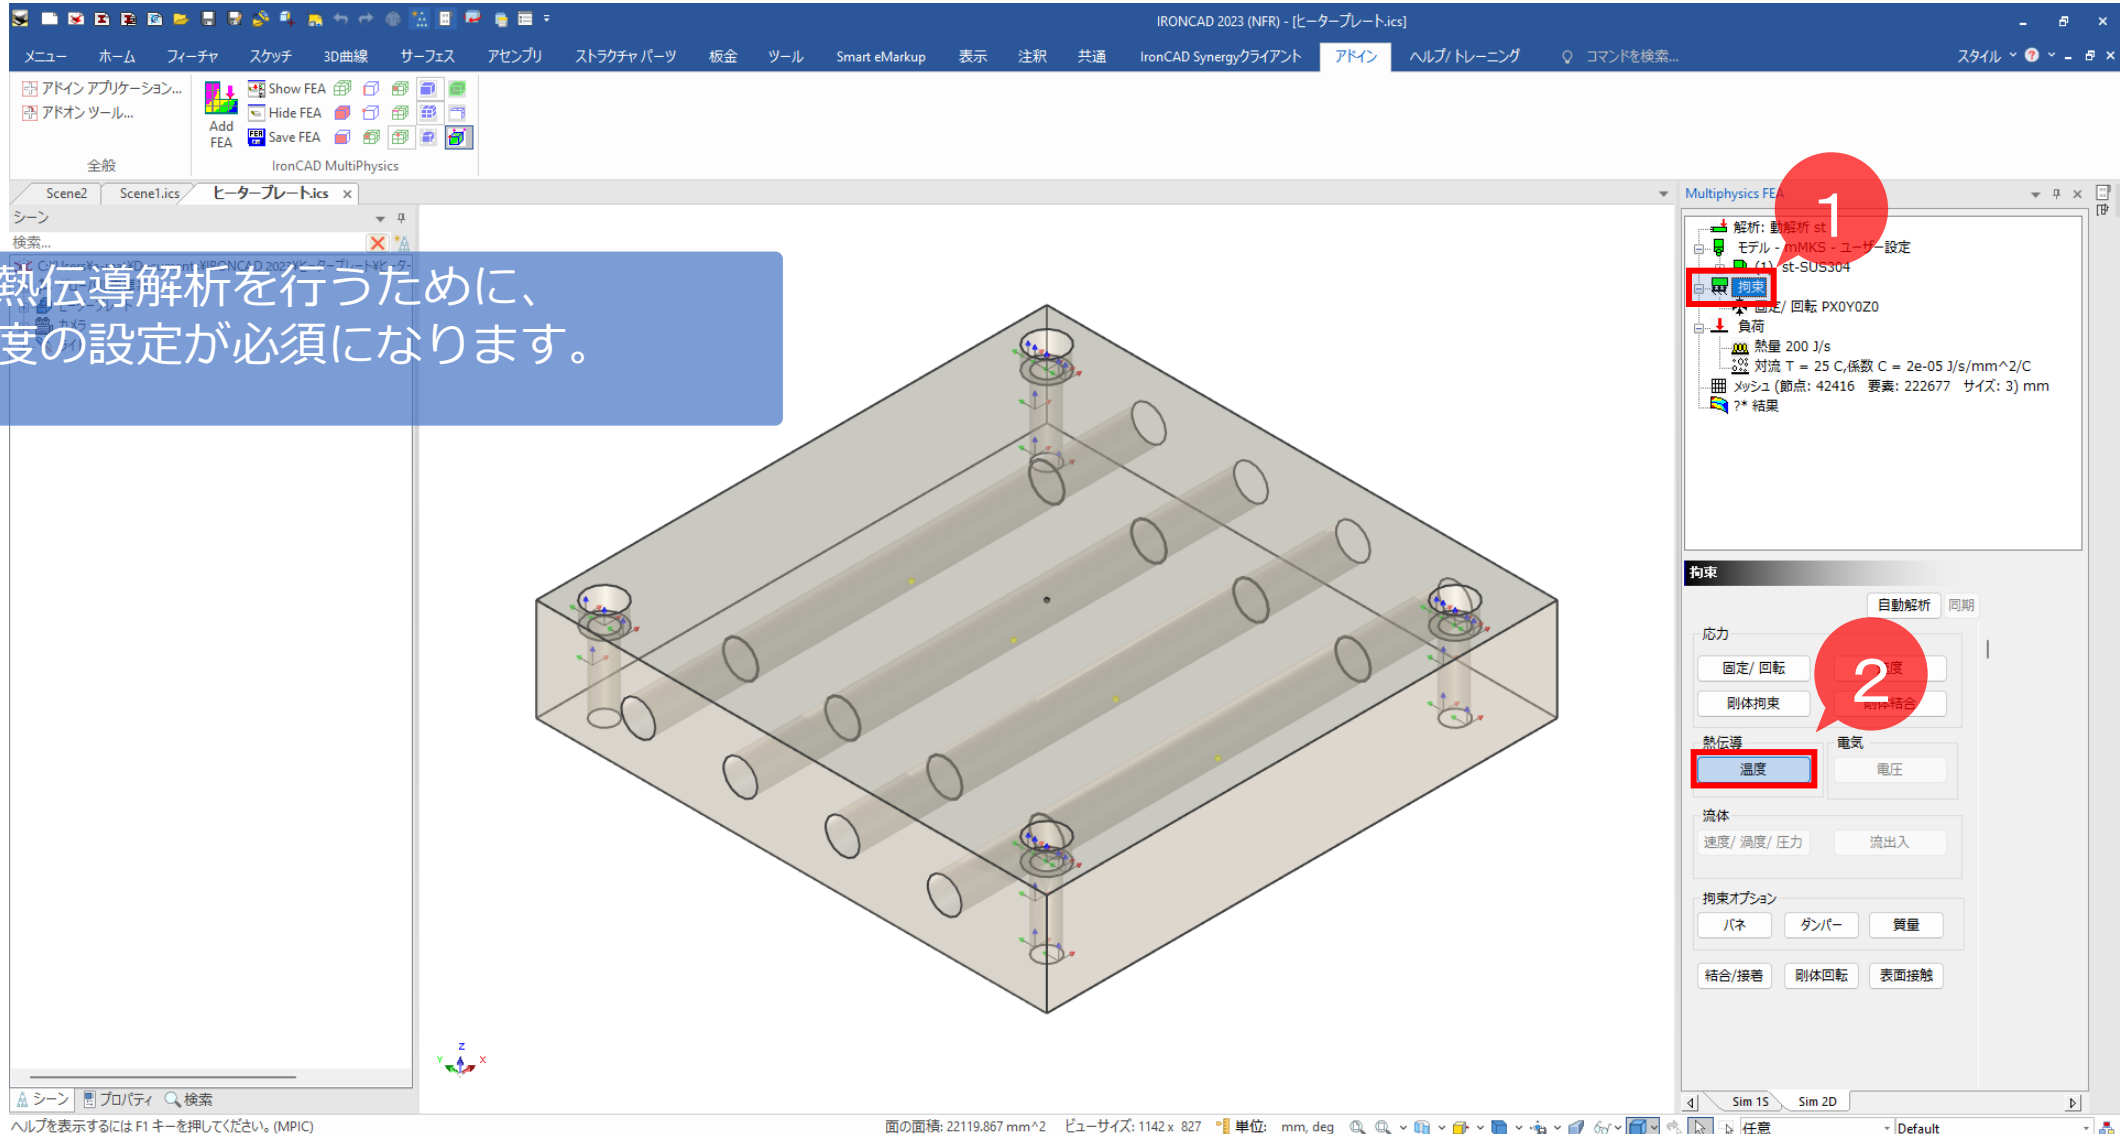 IRONCAD 2023 (NFR) - [ヒータープレート.ics]
メニュー ホーム フィーチャ スケッチ 3D曲線 サーフェス アセンブリ ストラクチャ パーツ 板金 ツール Smart eMarkup 表示 注釈 共通 IronCAD Synergyクライアント アドイン ヘルプ/トレーニング コマンドを検索... スタイル
アドイン アプリケーション...
アドオン ツール...
全般
Add FEA
Show FEA
Hide FEA
Save FEA
IronCAD MultiPhysics
Scene2 Scene1.ics ヒータープレート.ics
シーン
検索...
熱伝導解析を行うために、
度の設定が必須になります。
Z
Y
X
シーン プロパティ 検索
Multiphysics FEA
1
解析: 動解析 st
モデル - mMKS - ユーザー設定
(1) st-SUS304
拘束
固定/ 回転 PX0Y0Z0
負荷
熱量 200 J/s
対流 T = 25 C,係数 C = 2e-05 J/s/mm^2/C
メッシュ (節点: 42416 要素: 222677 サイズ: 3) mm
?* 結果
拘束
自動解析 同期
応力
固定/ 回転
剛体拘束 剛体結合
2
熱伝導 電気
温度 電圧
流体
速度/ 渦度/ 圧力 流出入
拘束オプション
バネ ダンパー 質量
結合/接着 剛体回転 表面接触
Sim 1S Sim 2D
ヘルプを表示するには F1 キーを押してください。(MPIC)
面の面積: 22119.867 mm^2 ビューサイズ: 1142 x 827 単位: mm, deg 任意 Default